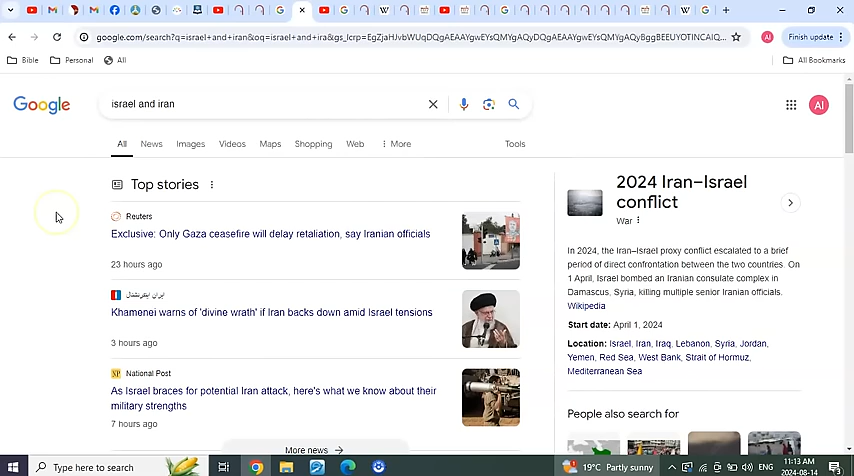 Finish update
google.com/search?q=israel+and+iran&oq=israel+and+ira&gs_lcrp=EgZjaHJvbWUqDQgAEAAYgwEYsQMYgAQyDQgAEAAYgwEYsQMYgAQyBggBEEUYOTINCAIQ...
Bible Personal All All Bookmarks
Google israel and iran AI
All News Images Videos Maps Shopping Web More Tools
Top stories
Reuters
Exclusive: Only Gaza ceasefire will delay retaliation, say Iranian officials
23 hours ago
ایران اینترنشنال
Khamenei warns of 'divine wrath' if Iran backs down amid Israel tensions
3 hours ago
National Post
As Israel braces for potential Iran attack, here's what we know about their
military strengths
7 hours ago
More news
2024 Iran–Israel
conflict
War
In 2024, the Iran–Israel proxy conflict escalated to a brief
period of direct confrontation between the two countries. On
1 April, Israel bombed an Iranian consulate complex in
Damascus, Syria, killing multiple senior Iranian officials.
Wikipedia
Start date: April 1, 2024
Location: Israel, Iran, Iraq, Lebanon, Syria, Jordan,
Yemen, Red Sea, West Bank, Strait of Hormuz,
Mediterranean Sea
People also search for
Type here to search
19°C Partly sunny
ENG
11:13 AM
2024-08-14
3